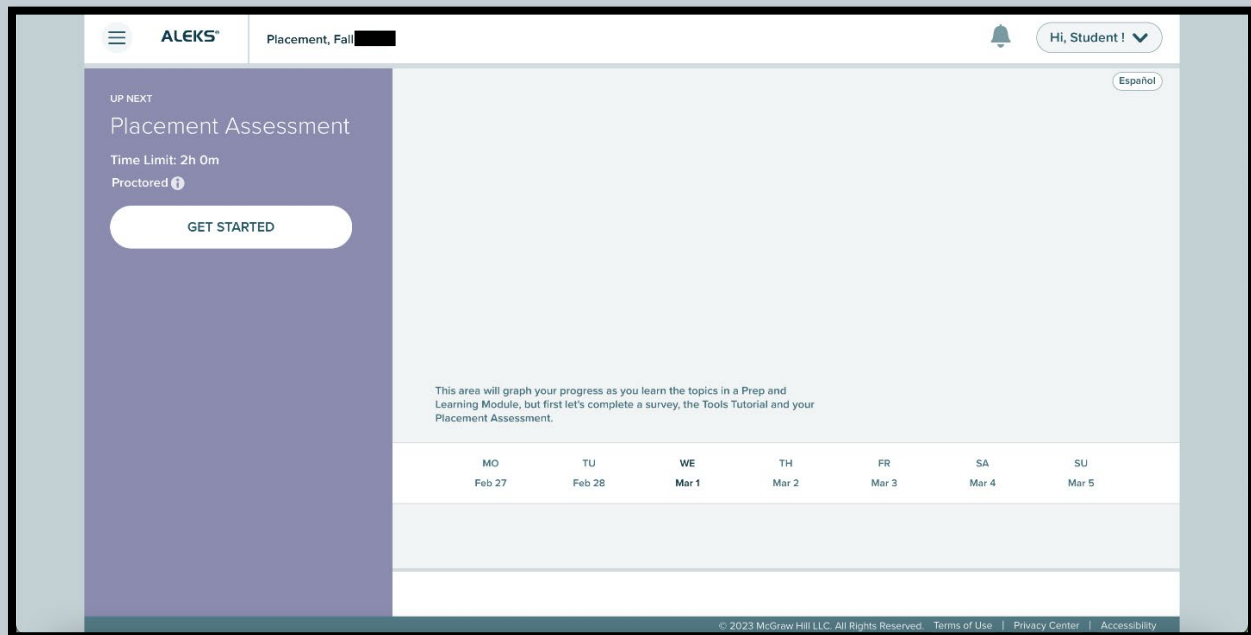 ALEKS®
Placement, Fall
Hi, Student !
Español
UP NEXT
Placement Assessment
Time Limit: 2h 0m
Proctored
GET STARTED
This area will graph your progress as you learn the topics in a Prep and
Learning Module, but first let's complete a survey, the Tools Tutorial and your
Placement Assessment.
MO TU WE TH FR SA SU
Feb 27 Feb 28 Mar 1 Mar 2 Mar 3 Mar 4 Mar 5
© 2023 McGraw Hill LLC. All Rights Reserved. Terms of Use | Privacy Center | Accessibility